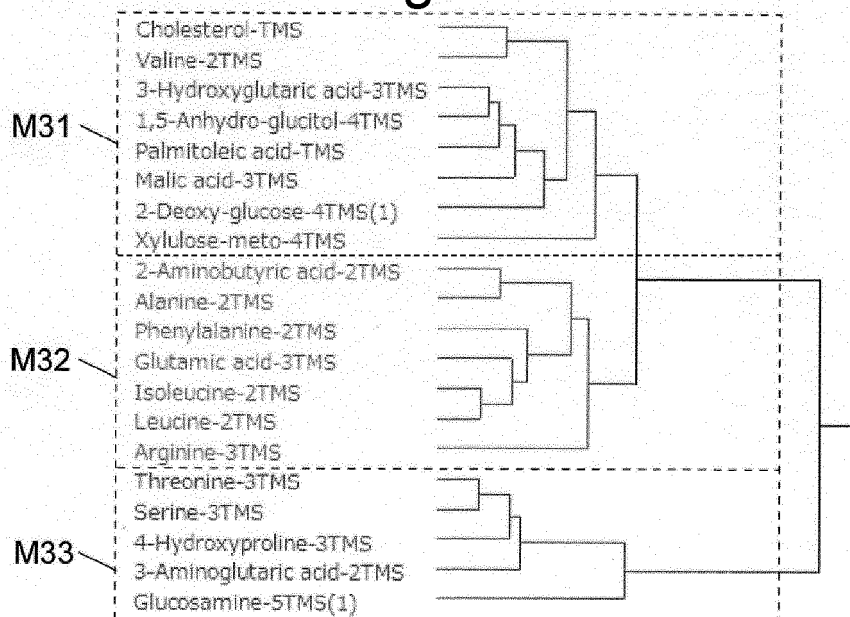 Cholesterol-TMS
Valine-2TMS
3-Hydroxyglutaric acid-3TMS
M31
1,5-Anhydro-glucitol-4TMS
Palmitoleic acid-TMS
Malic acid-3TMS
2-Deoxy-glucose-4TMS(1)
Xylulose-meto-4TMS
2-Aminobutyric acid-2TMS
Alanine-2TMS
Phenylalanine-2TMS
M32
Glutamic acid-3TMS
Isoleucine-2TMS
Leucine-2TMS
Arginine-3TMS
Threonine-3TMS
Serine-3TMS
4-Hydroxyproline-3TMS
M33
3-Aminoglutaric acid-2TMS
Glucosamine-5TMS(1)